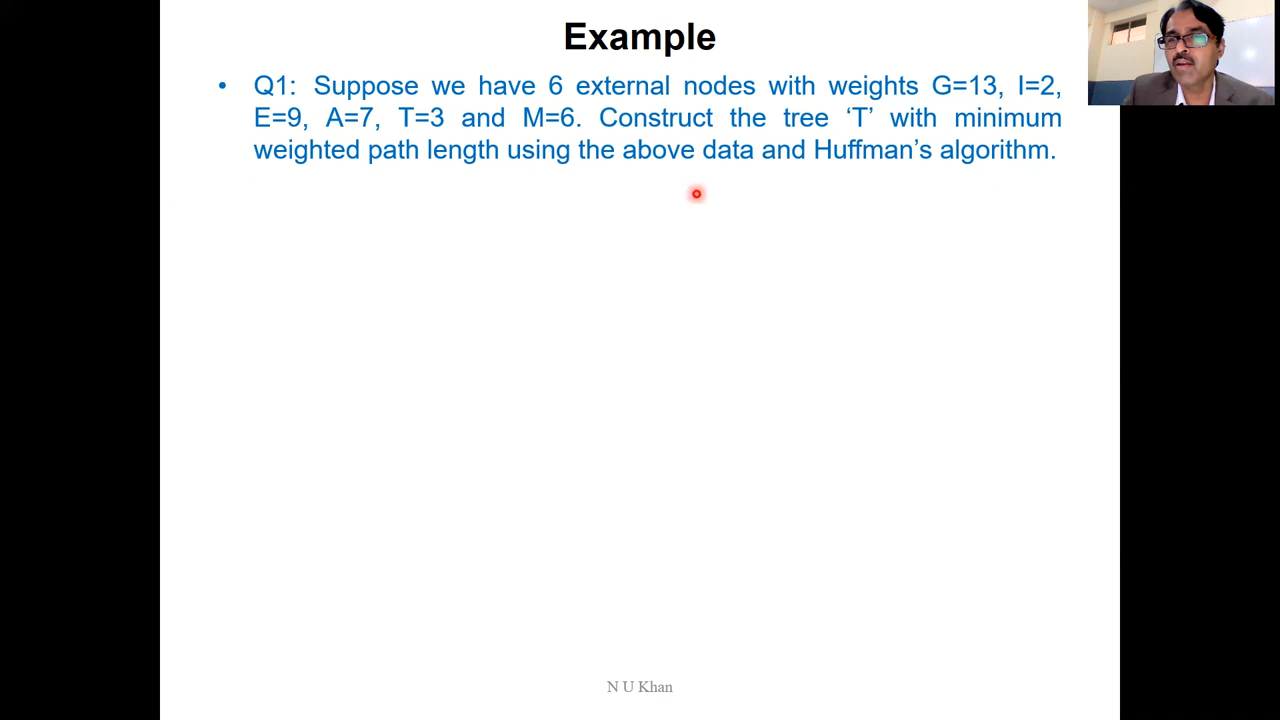 Example
• Q1: Suppose we have 6 external nodes with weights G=13, I=2,
E=9, A=7, T=3 and M=6. Construct the tree ‘T’ with minimum
weighted path length using the above data and Huffman’s algorithm.
N U Khan